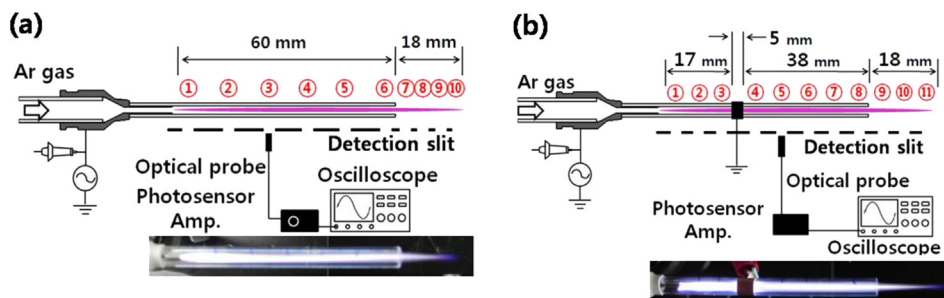 (a)
60 mm
18 mm
Ar gas
① ② ③ ④ ⑤ ⑥ ⑦ ⑧ ⑨ ⑩
Detection slit
Optical probe
Oscilloscope
Photosensor
Amp.
(b)
5 mm
17 mm
38 mm
18 mm
Ar gas
① ② ③ ④ ⑤ ⑥ ⑦ ⑧ ⑨ ⑩ ⑪
Detection slit
Optical probe
Photosensor
Amp.
Oscilloscope